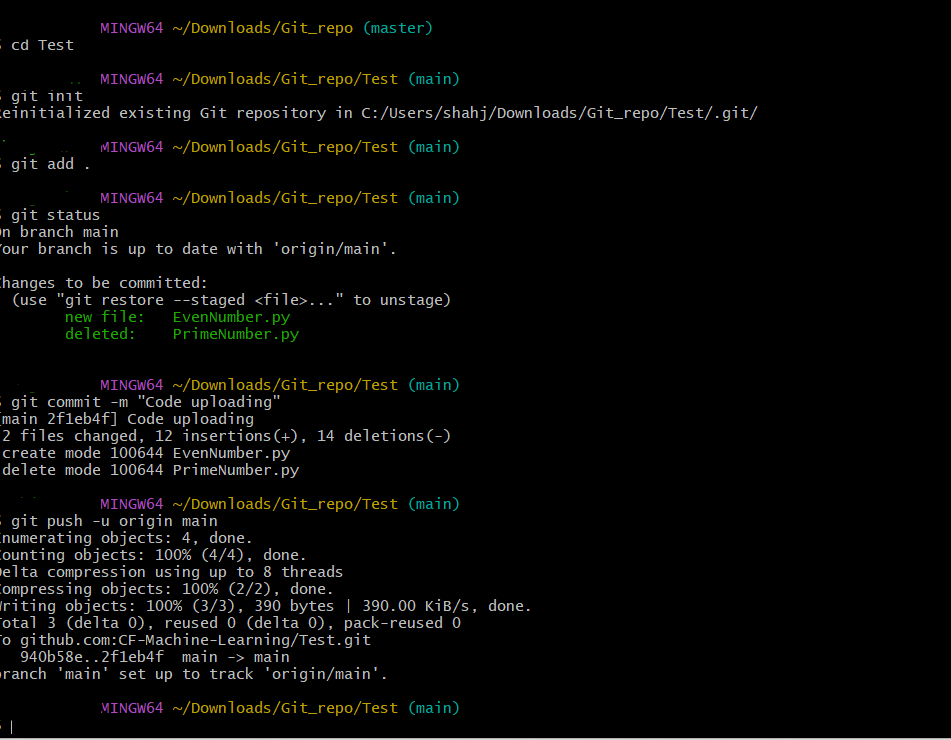 MINGW64 ~/Downloads/Git_repo (master)
$ cd Test
MINGW64 ~/Downloads/Git_repo/Test (main)
$ git init
Reinitialized existing Git repository in C:/Users/shahj/Downloads/Git_repo/Test/.git/
MINGW64 ~/Downloads/Git_repo/Test (main)
$ git add .
MINGW64 ~/Downloads/Git_repo/Test (main)
$ git status
On branch main
Your branch is up to date with 'origin/main'.
Changes to be committed:
(use "git restore --staged <file>..." to unstage)
new file: EvenNumber.py
deleted: PrimeNumber.py
MINGW64 ~/Downloads/Git_repo/Test (main)
$ git commit -m "Code uploading"
[main 2f1eb4f] Code uploading
2 files changed, 12 insertions(+), 14 deletions(-)
create mode 100644 EvenNumber.py
delete mode 100644 PrimeNumber.py
MINGW64 ~/Downloads/Git_repo/Test (main)
$ git push -u origin main
Enumerating objects: 4, done.
Counting objects: 100% (4/4), done.
Delta compression using up to 8 threads
Compressing objects: 100% (2/2), done.
Writing objects: 100% (3/3), 390 bytes | 390.00 KiB/s, done.
Total 3 (delta 0), reused 0 (delta 0), pack-reused 0
To github.com:CF-Machine-Learning/Test.git
940b58e..2f1eb4f main -> main
branch 'main' set up to track 'origin/main'.
MINGW64 ~/Downloads/Git_repo/Test (main)
$